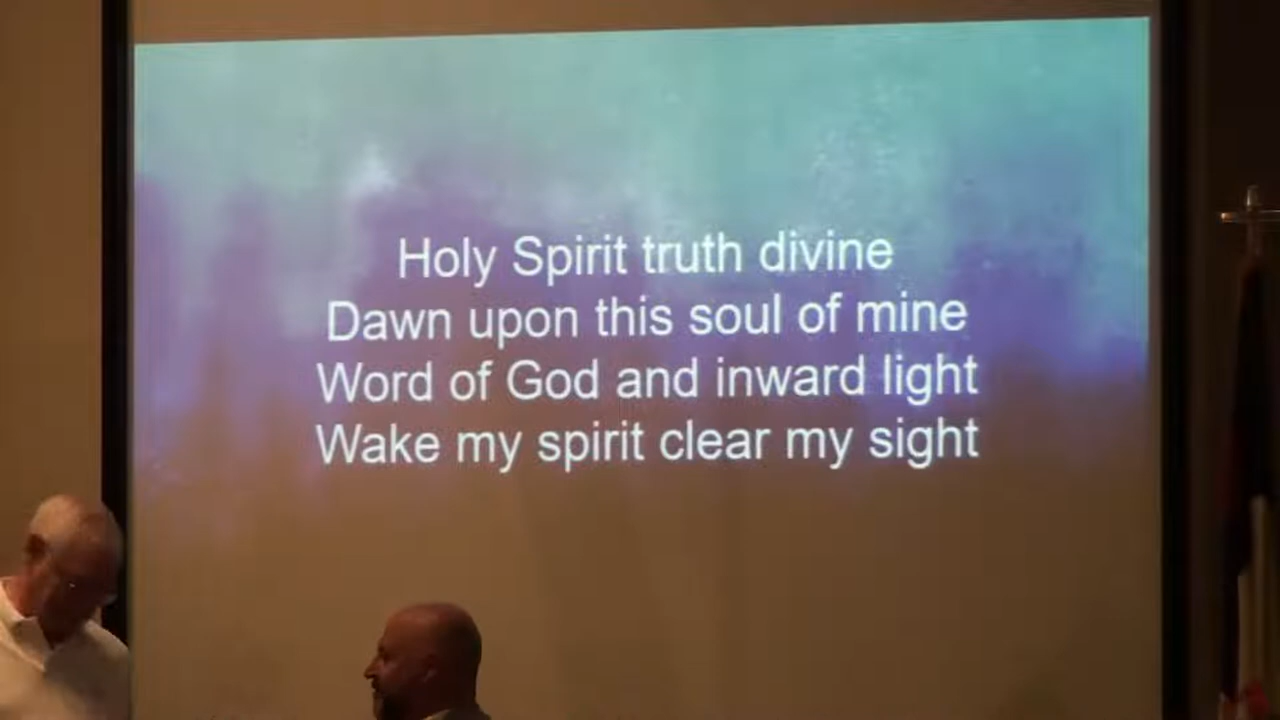 Holy Spirit truth divine
Dawn upon this soul of mine
Word of God and inward light
Wake my spirit clear my sight